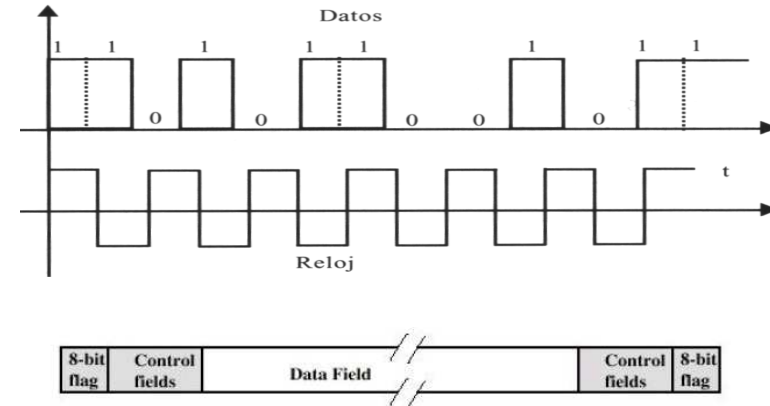 Datos
1 1 1 1 1 1 1 1
0 0 0 0 0
t
Reloj
8-bit flag
Control fields
Data Field
Control fields
8-bit flag